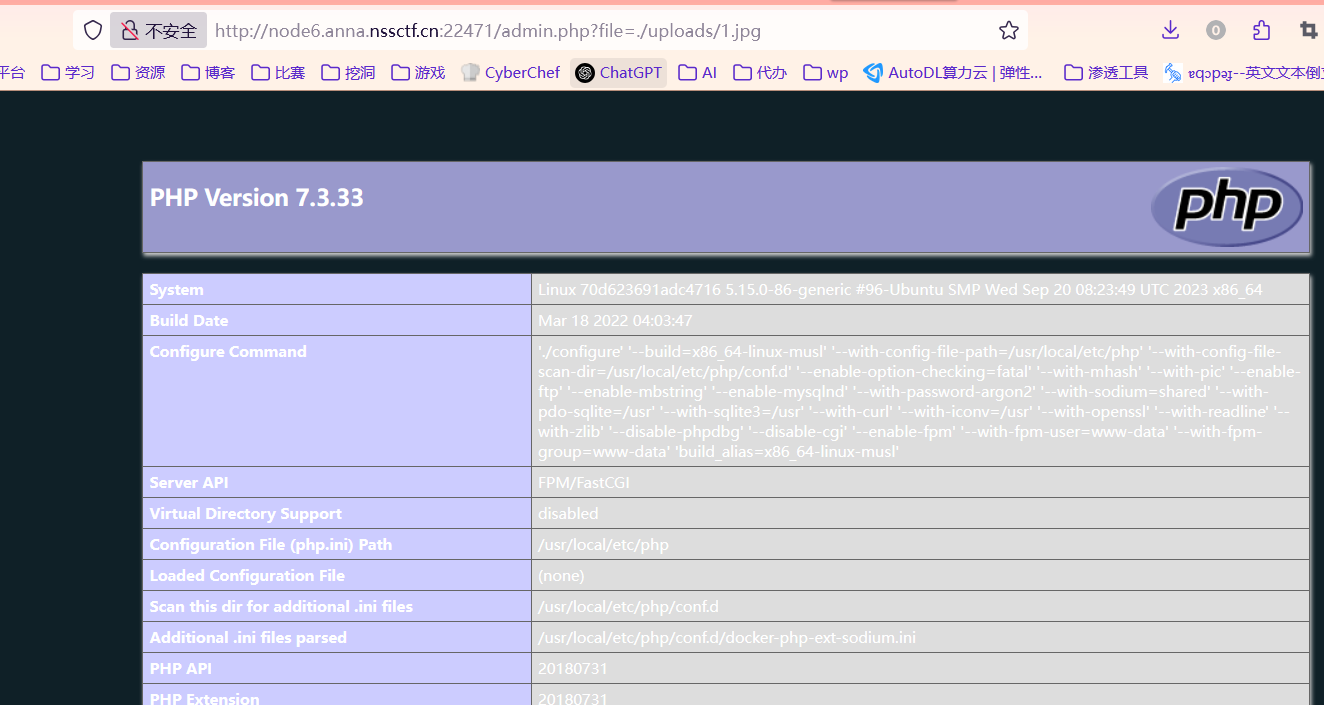 不安全 http://node6.anna.nssctf.cn:22471/admin.php?file=./uploads/1.jpg 0
平台 学习 资源 博客 比赛 挖洞 游戏 CyberChef ChatGPT AI 代办 wp AutoDL算力云 | 弹性... 渗透工具 ɐqɔpǝɟ--英文文本倒
PHP Version 7.3.33
php
System Linux 70d623691adc4716 5.15.0-86-generic #96-Ubuntu SMP Wed Sep 20 08:23:49 UTC 2023 x86_64
Build Date Mar 18 2022 04:03:47
Configure Command './configure' '--build=x86_64-linux-musl' '--with-config-file-path=/usr/local/etc/php' '--with-config-file-
scan-dir=/usr/local/etc/php/conf.d' '--enable-option-checking=fatal' '--with-mhash' '--with-pic' '--enable-
ftp' '--enable-mbstring' '--enable-mysqlnd' '--with-password-argon2' '--with-sodium=shared' '--with-
pdo-sqlite=/usr' '--with-sqlite3=/usr' '--with-curl' '--with-iconv=/usr' '--with-openssl' '--with-readline' '--
with-zlib' '--disable-phpdbg' '--disable-cgi' '--enable-fpm' '--with-fpm-user=www-data' '--with-fpm-
group=www-data' 'build_alias=x86_64-linux-musl'
Server API FPM/FastCGI
Virtual Directory Support disabled
Configuration File (php.ini) Path /usr/local/etc/php
Loaded Configuration File (none)
Scan this dir for additional .ini files /usr/local/etc/php/conf.d
Additional .ini files parsed /usr/local/etc/php/conf.d/docker-php-ext-sodium.ini
PHP API 20180731
PHP Extension 20180731